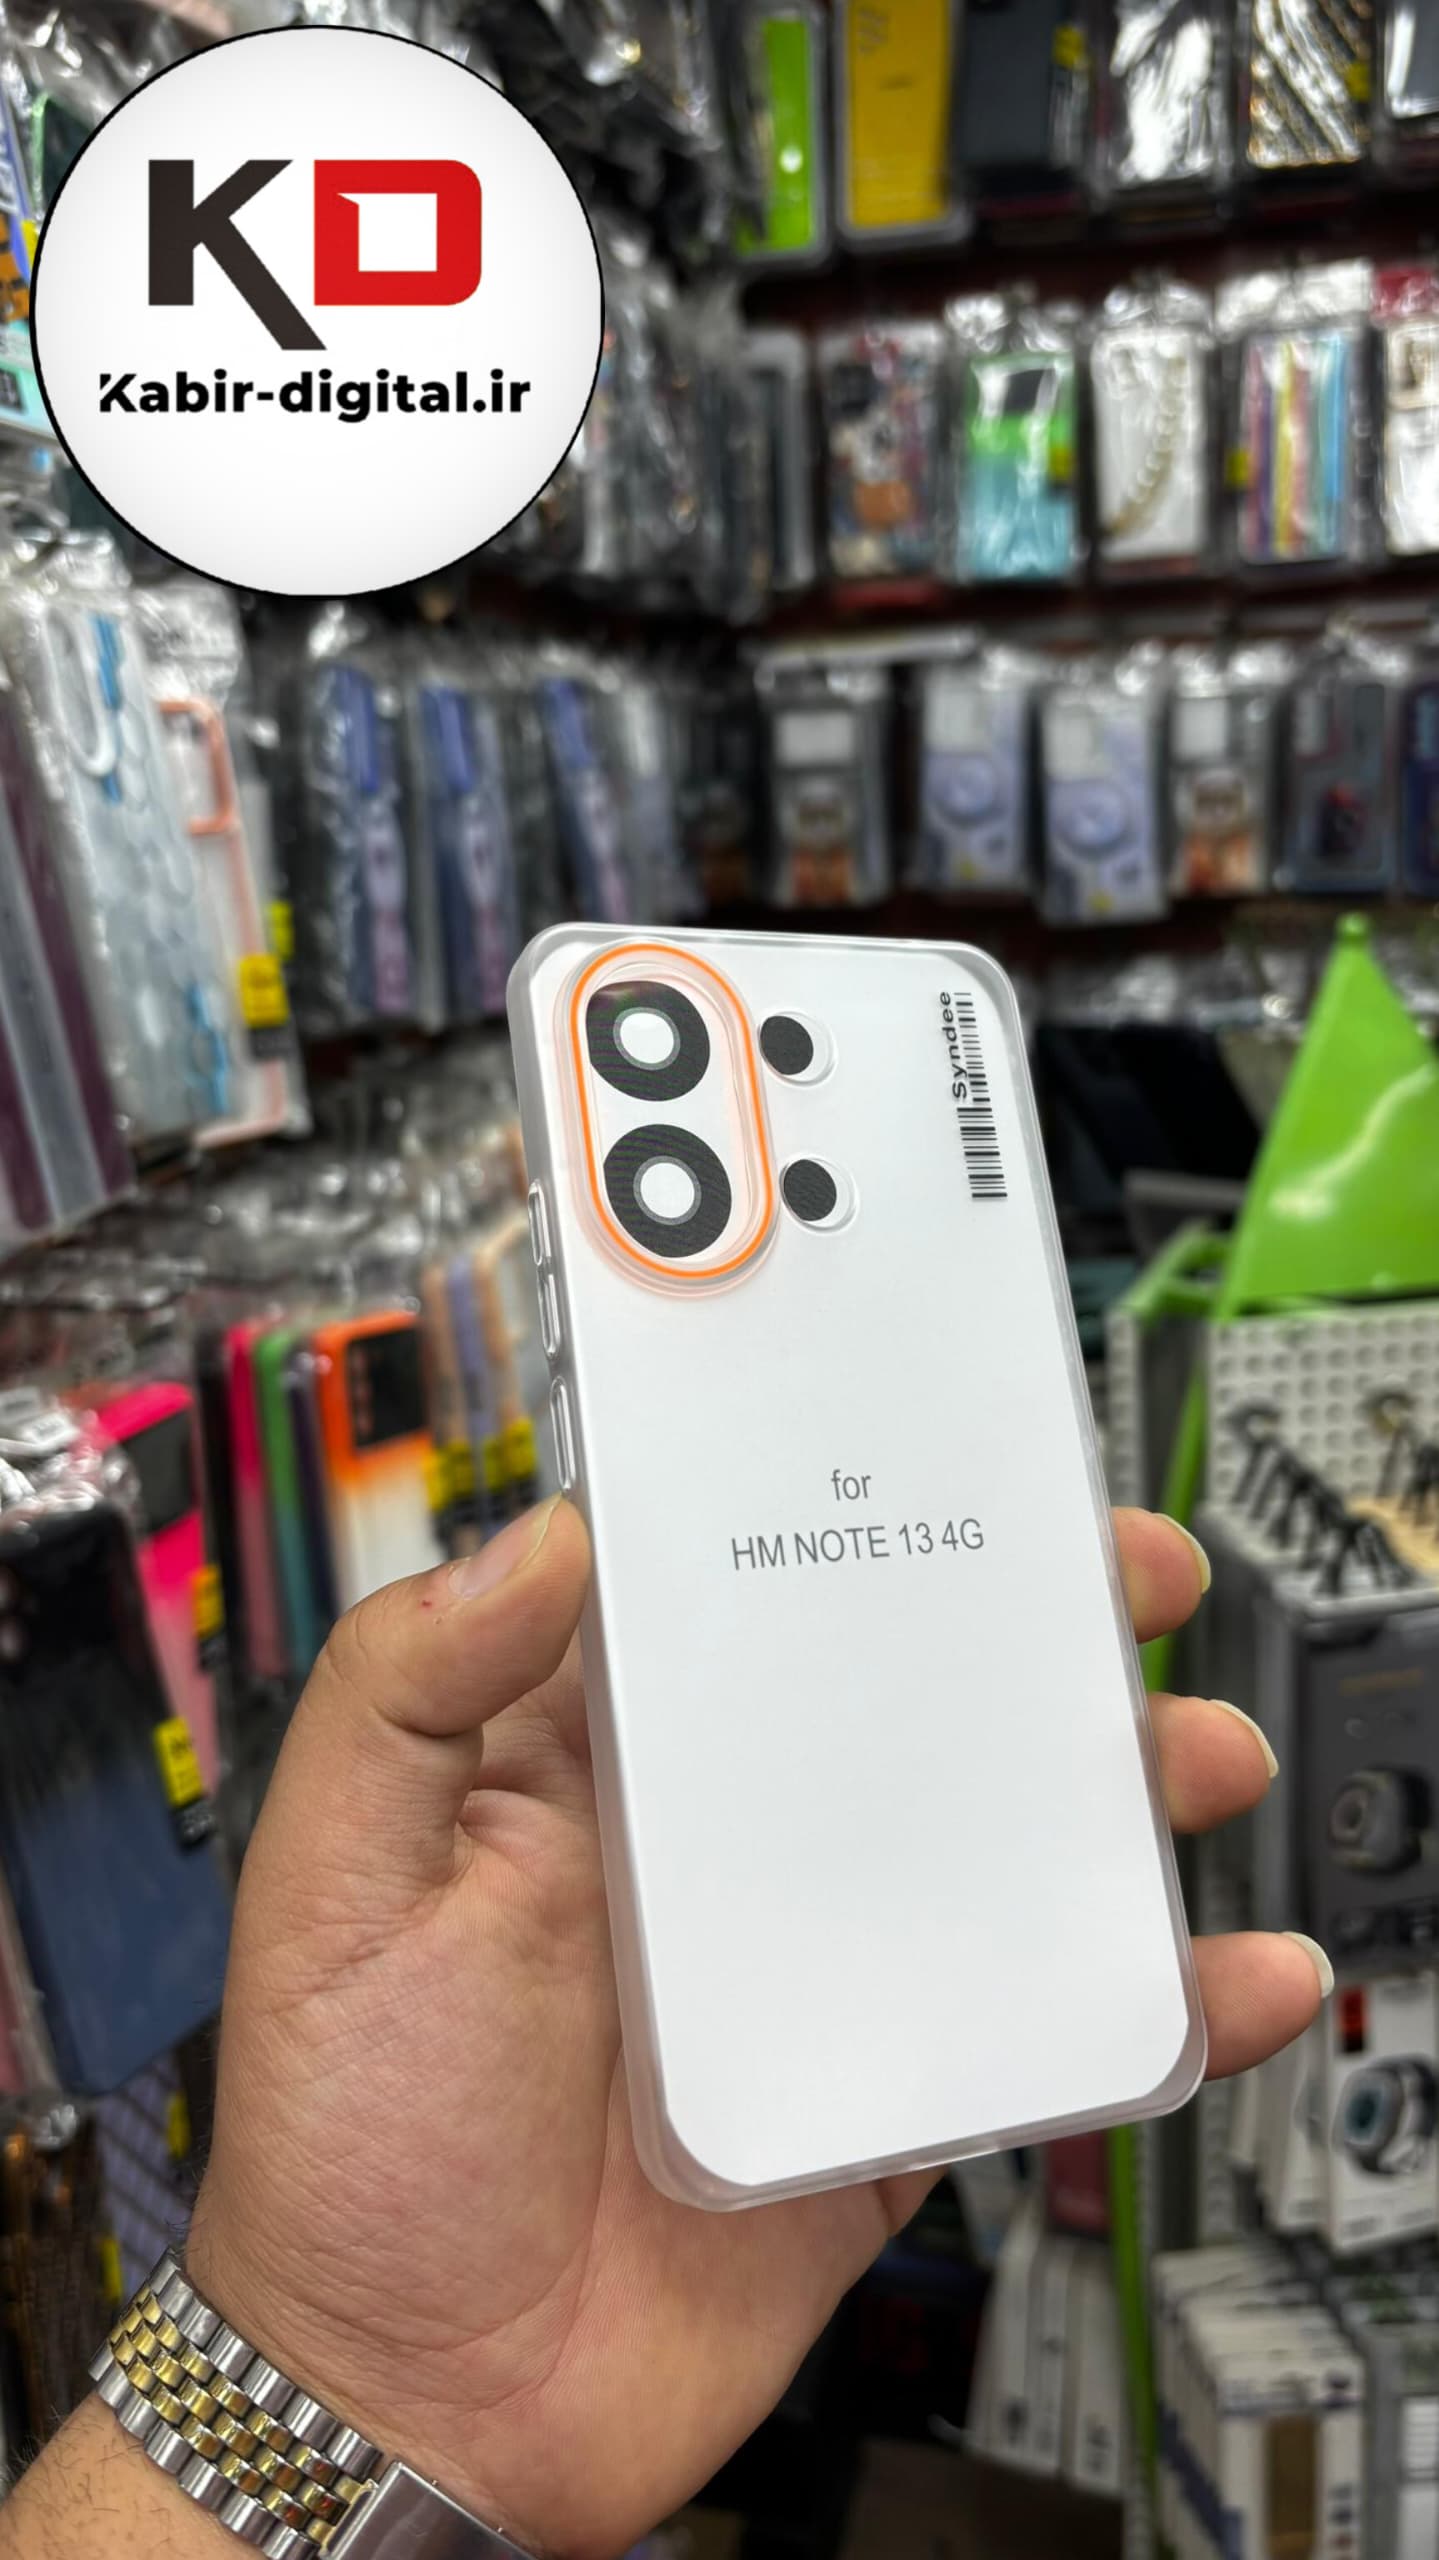 KD
Kabir-digital.ir
Syndee
for
HM NOTE 13 4G